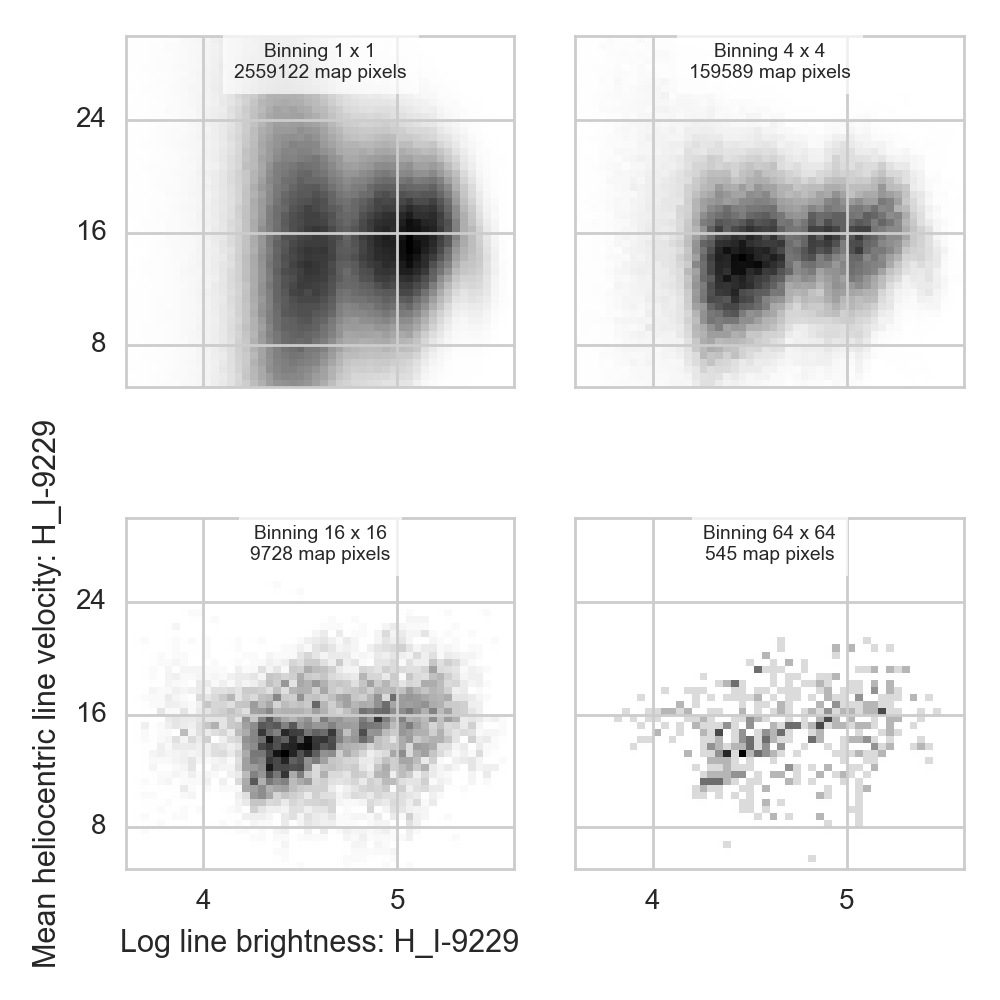 Binning 1 x 1
2559122 map pixels
Binning 4 x 4
159589 map pixels
24
16
8
Binning 16 x 16
9728 map pixels
Binning 64 x 64
545 map pixels
24
16
8
4
5
4
5
Mean heliocentric line velocity: H_I-9229
Log line brightness: H_I-9229